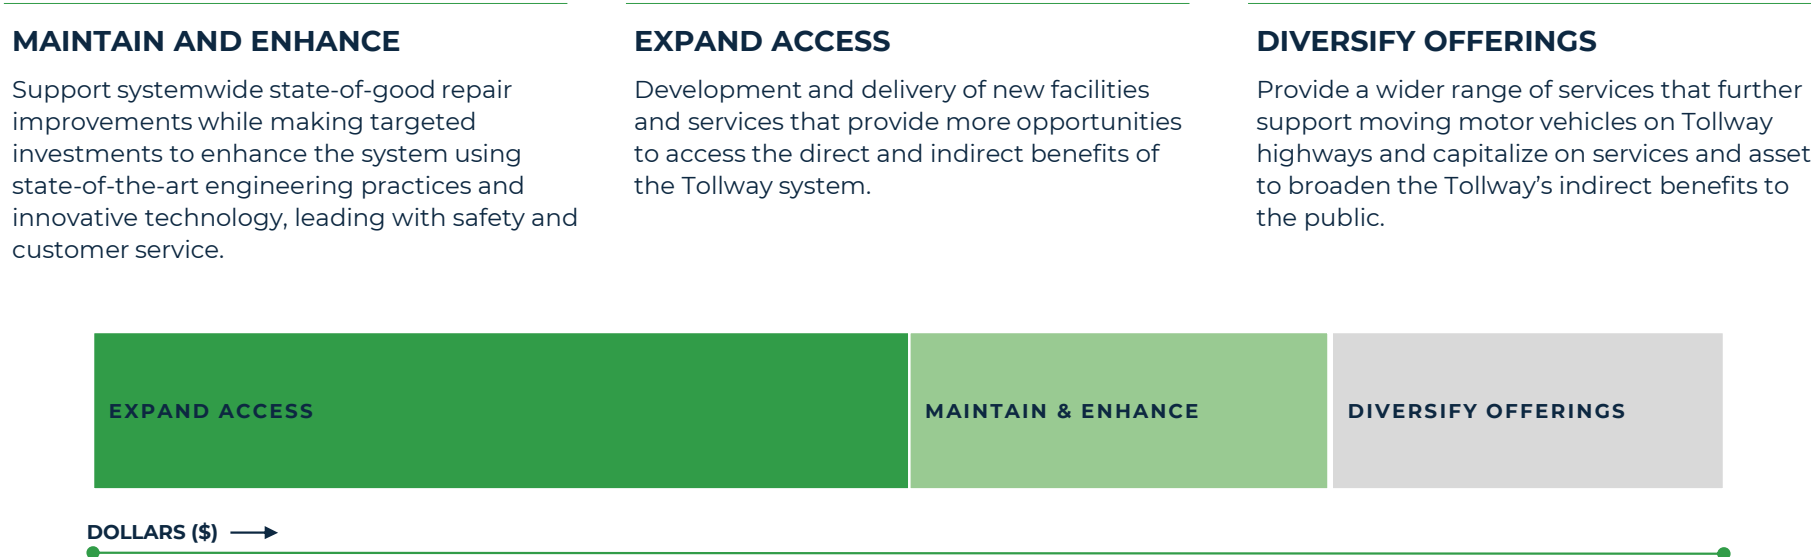 MAINTAIN AND ENHANCE
Support systemwide state-of-good repair
improvements while making targeted
investments to enhance the system using
state-of-the-art engineering practices and
innovative technology, leading with safety and
customer service.
EXPAND ACCESS
Development and delivery of new facilities
and services that provide more opportunities
to access the direct and indirect benefits of
the Tollway system.
DIVERSIFY OFFERINGS
Provide a wider range of services that further
support moving motor vehicles on Tollway
highways and capitalize on services and asset
to broaden the Tollway’s indirect benefits to
the public.
EXPAND ACCESS
MAINTAIN & ENHANCE
DIVERSIFY OFFERINGS
DOLLARS ($)